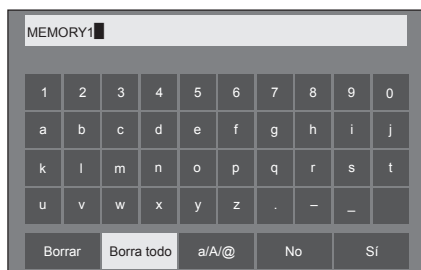 MEMORY1
1 2 3 4 5 6 7 8 9 0
a b c d e f g h i j
k l m n o p q r s t
u v w x y z . – _
Borrar Borra todo a/A/@ No Sí